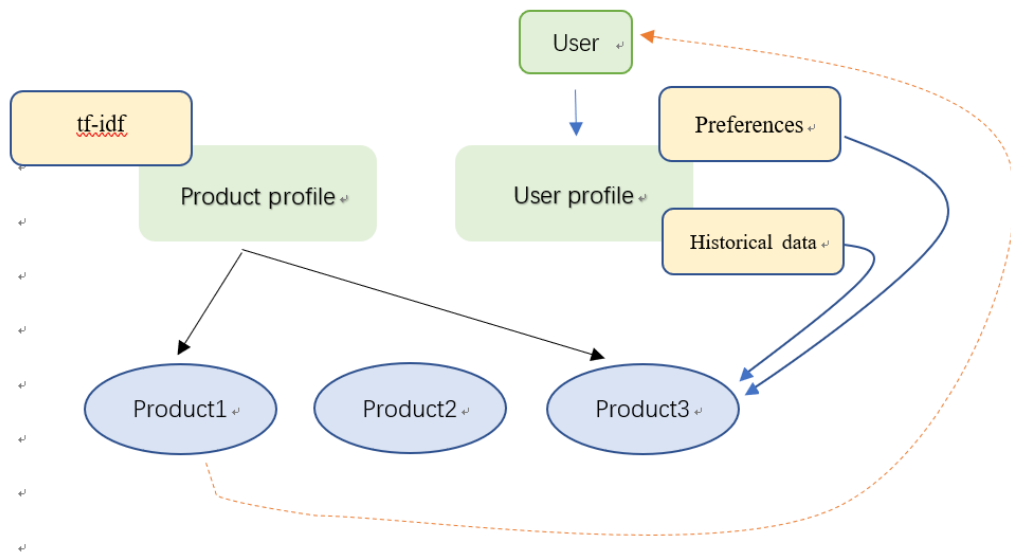 User
tf-idf
Preferences
Product profile
User profile
Historical data
Product1
Product2
Product3